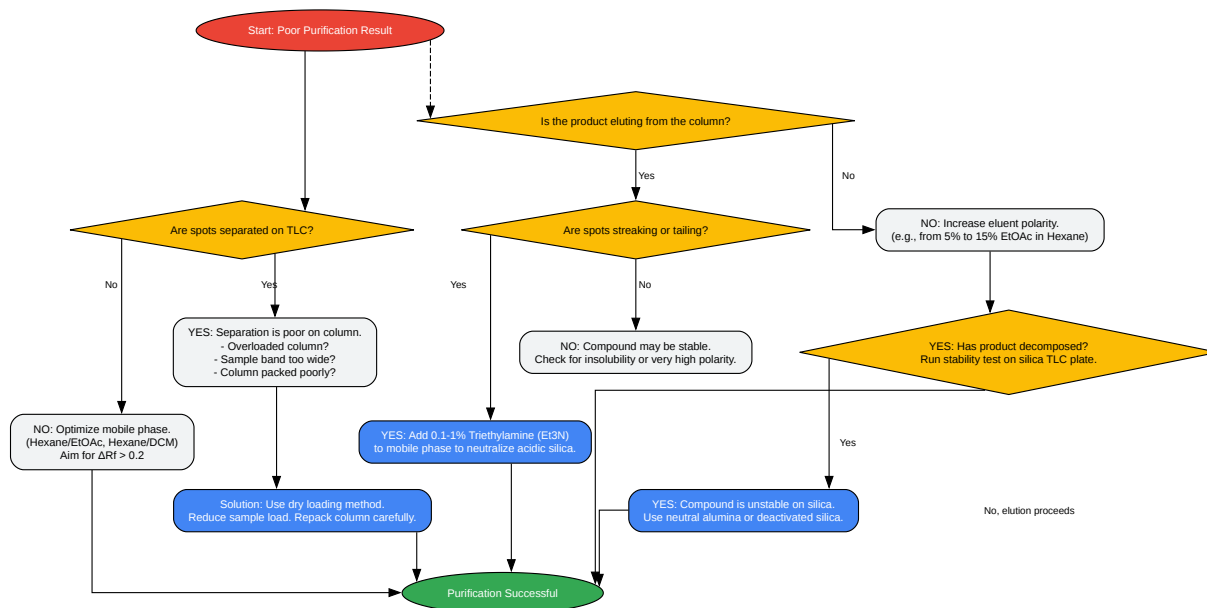 Start: Poor Purification Result
Is the product eluting from the column?
Yes
No
Are spots separated on TLC?
Are spots streaking or tailing?
NO: Increase eluent polarity.
(e.g., from 5% to 15% EtOAc in Hexane)
No
Yes
Yes
No
YES: Separation is poor on column.
- Overloaded column?
- Sample band too wide?
- Column packed poorly?
NO: Compound may be stable.
Check for insolubility or very high polarity.
YES: Has product decomposed?
Run stability test on silica TLC plate.
NO: Optimize mobile phase.
(Hexane/EtOAc, Hexane/DCM)
Aim for ΔRf > 0.2
YES: Add 0.1-1% Triethylamine (Et3N)
to mobile phase to neutralize acidic silica.
Yes
Solution: Use dry loading method.
Reduce sample load. Repack column carefully.
YES: Compound is unstable on silica.
Use neutral alumina or deactivated silica.
No, elution proceeds
Purification Successful